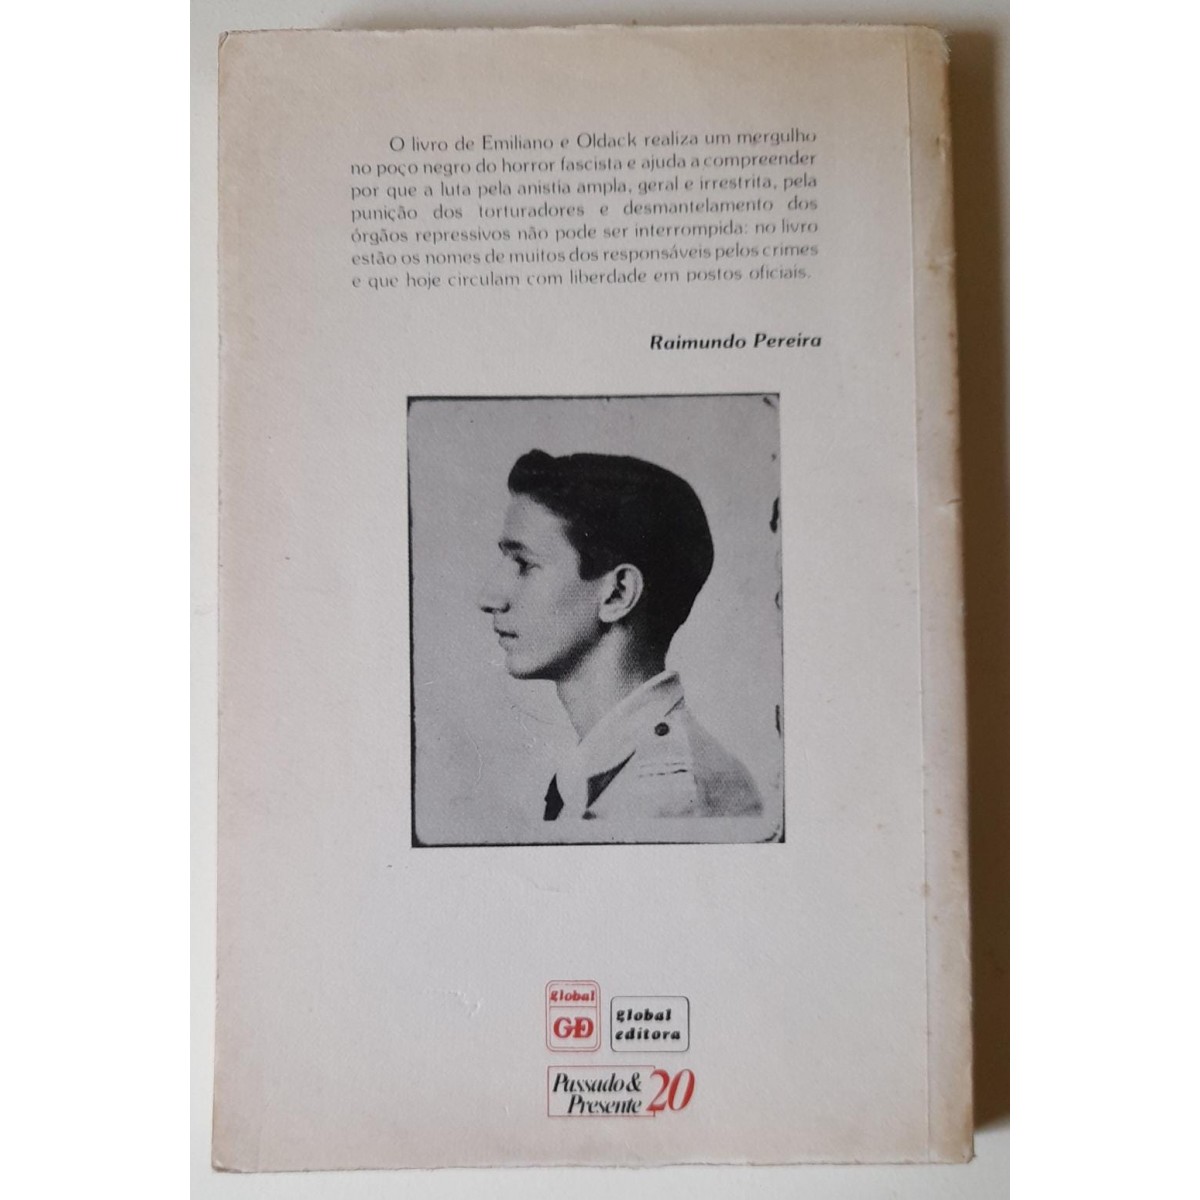 O livro de Emiliano e Oldack realiza um mergulho
no poço negro do horror fascista e ajuda a compreender
por que a luta pela anistia ampla, geral e irrestrita, pela
punição dos torturadores e desmantelamento dos
órgãos repressivos não pode ser interrompida: no livro
estão os nomes de muitos dos responsáveis pelos crimes
e que hoje circulam com liberdade em postos oficiais.
Raimundo Pereira
global
GED
global
editora
Passado &
Presente 20